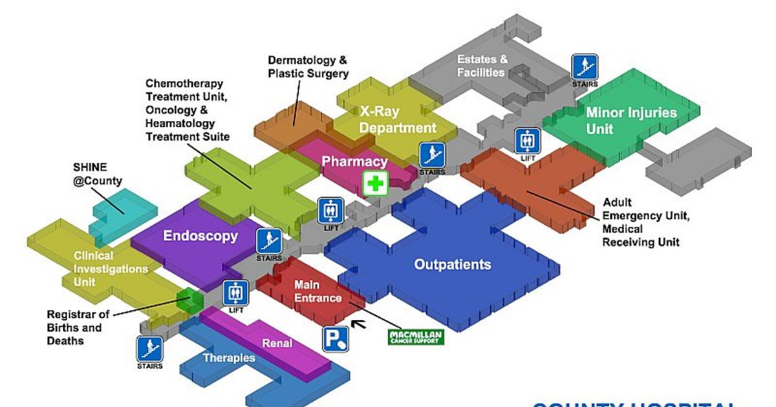 Estates &
Facilities
Dermatology &
Plastic Surgery
STAIRS
Chemotherapy
Treatment Unit,
Oncology &
Heamatology
Treatment Suite
X-Ray
Department
Minor Injuries
Unit
LIFT
Pharmacy
STAIRS
SHINE
@County
Adult
Emergency Unit,
Medical
Receiving Unit
LIFT
Endoscopy
STAIRS
Outpatients
Clinical
Investigations
Unit
Main
Entrance
LIFT
Registrar of
Births and
Deaths
P
MACMILLAN
CANCER SUPPORT
Renal
STAIRS
Therapies
COUNTY HOSPITAL